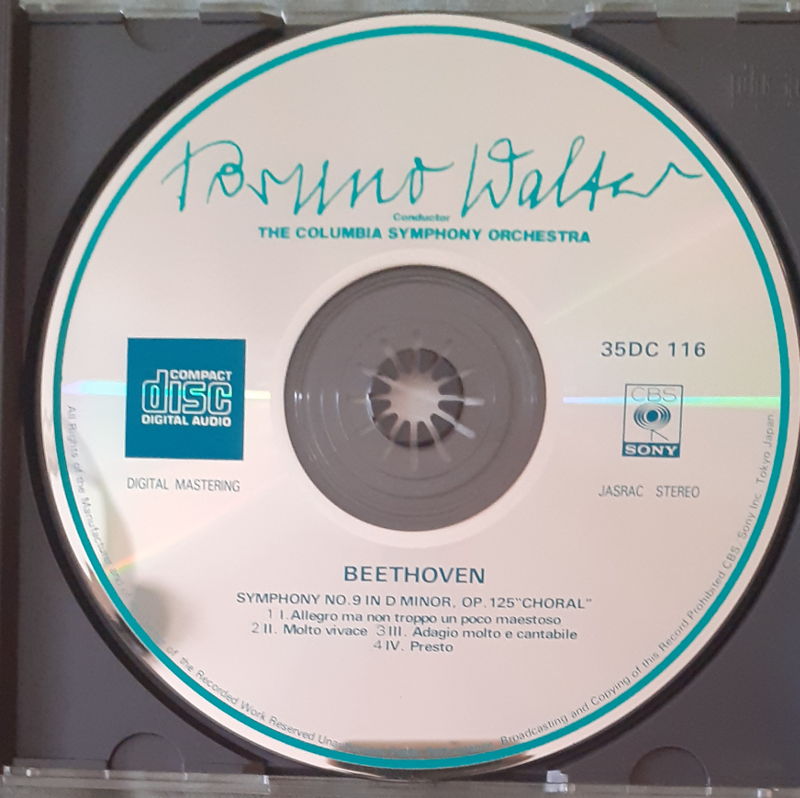 Bruno Walter
Conductor
THE COLUMBIA SYMPHONY ORCHESTRA
COMPACT
disc
DIGITAL AUDIO
DIGITAL MASTERING
35DC 116
CBS
SONY
JASRAC STEREO
BEETHOVEN
SYMPHONY NO.9 IN D MINOR, OP.125"CHORAL"
1 I.Allegro ma non troppo un poco maestoso
2 II. Molto vivace 3 III. Adagio molto e cantabile
4 IV. Presto
All Rights of the Manufacturer and of
of the Recorded Work Reserved
Broadcasting and Copying of this Record Prohibited CBS Sony Inc. Tokyo Japan
disc